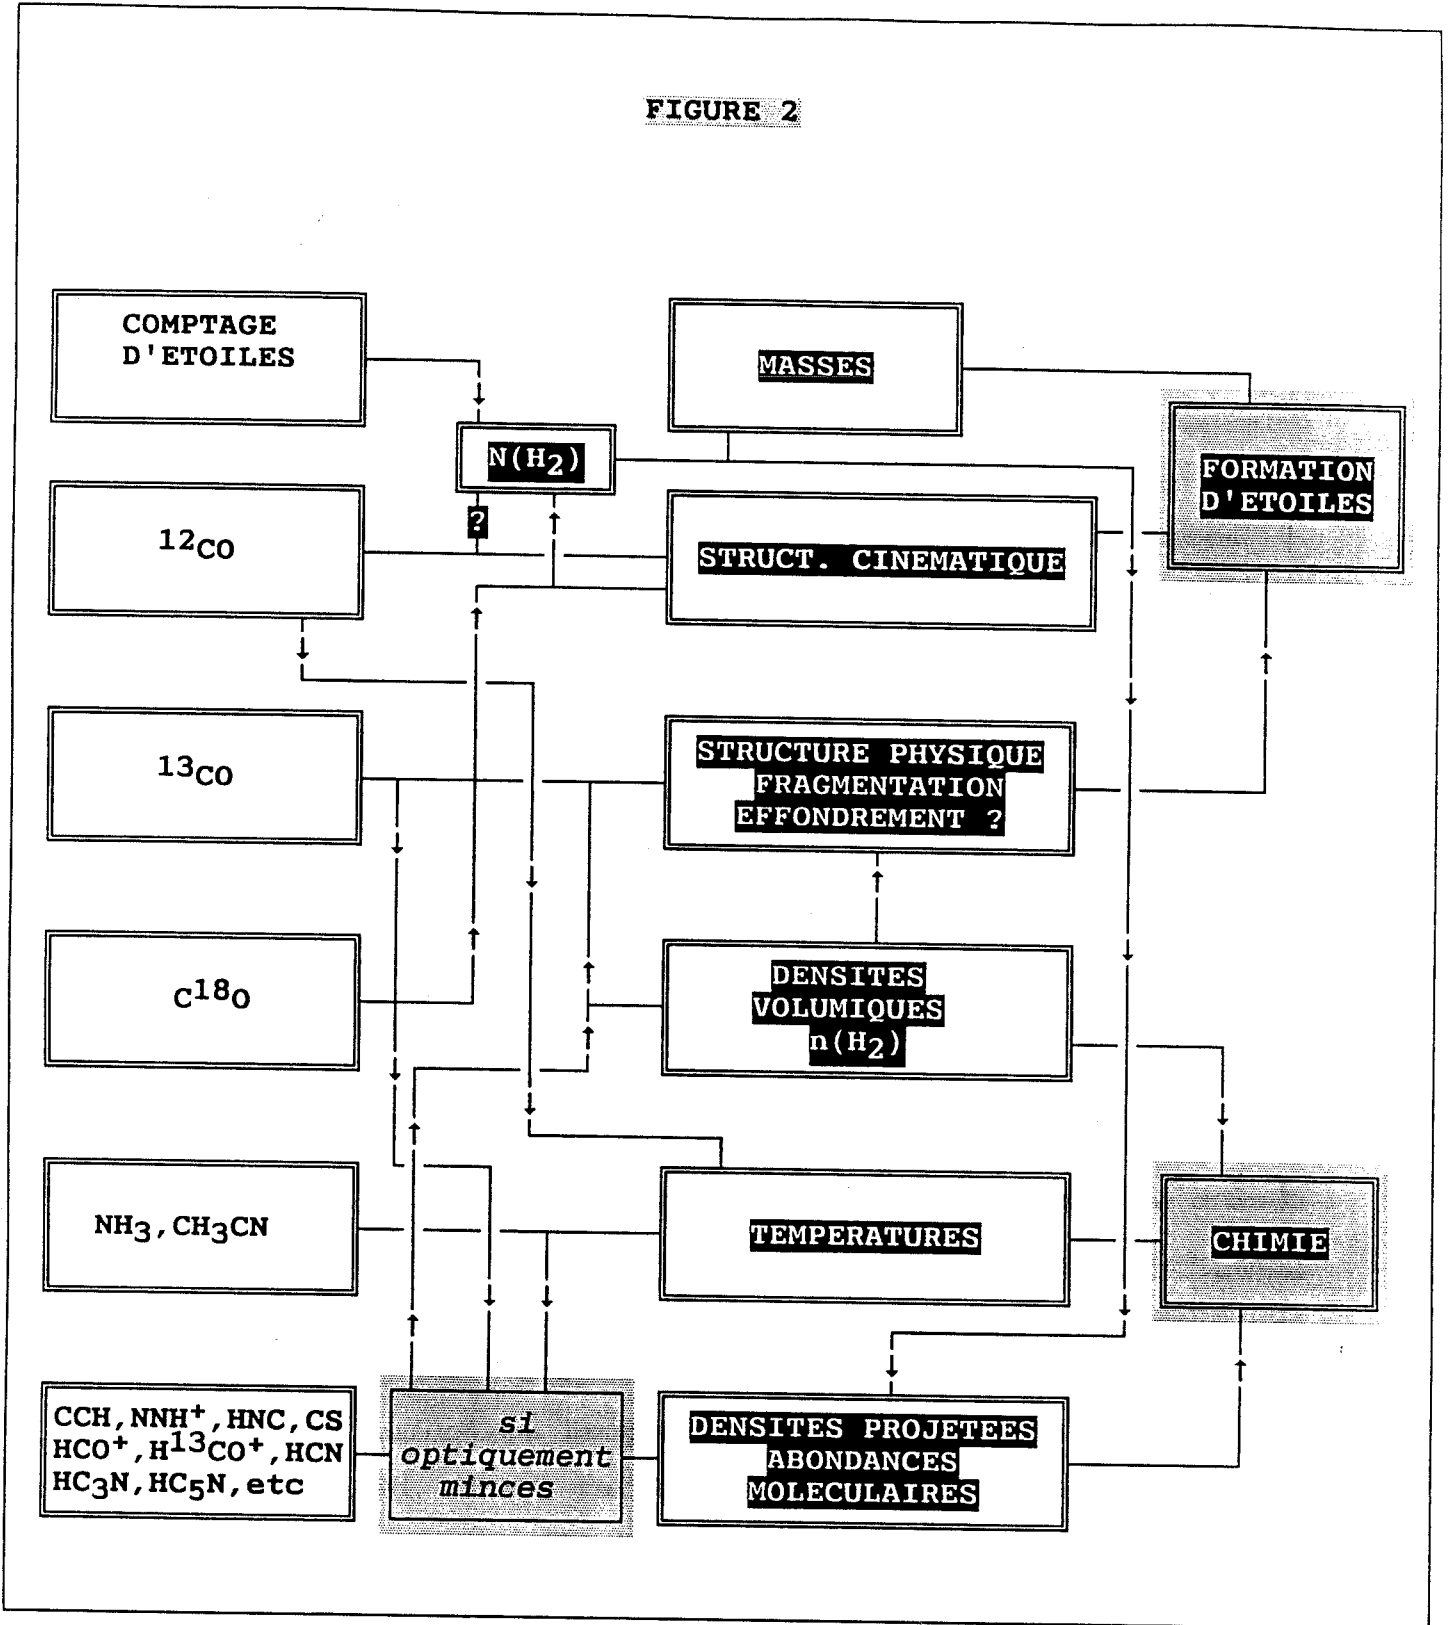 FIGURE 2
COMPTAGE
D'ETOILES
MASSES
N(H₂)
FORMATION
D'ETOILES
?
¹²CO
STRUCT. CINEMATIQUE
¹³CO
STRUCTURE PHYSIQUE
FRAGMENTATION
EFFONDREMENT ?
C¹⁸O
DENSITES
VOLUMIQUES
n(H₂)
NH₃,CH₃CN
TEMPERATURES
CHIMIE
CCH,NNH⁺,HNC,CS
HCO⁺,H¹³CO⁺,HCN
HC₃N,HC₅N,etc
si
optiquement
minces
DENSITES PROJETEES
ABONDANCES
MOLECULAIRES